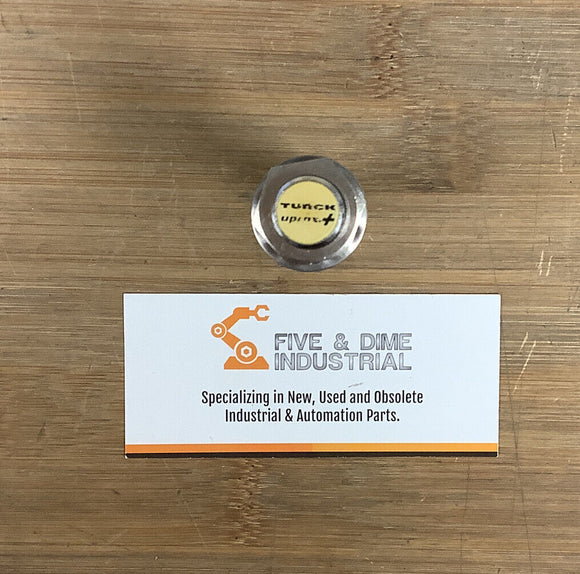 TURCK
uprox+
FIVE & DIME
INDUSTRIAL
Specializing in New, Used and Obsolete
Industrial & Automation Parts.